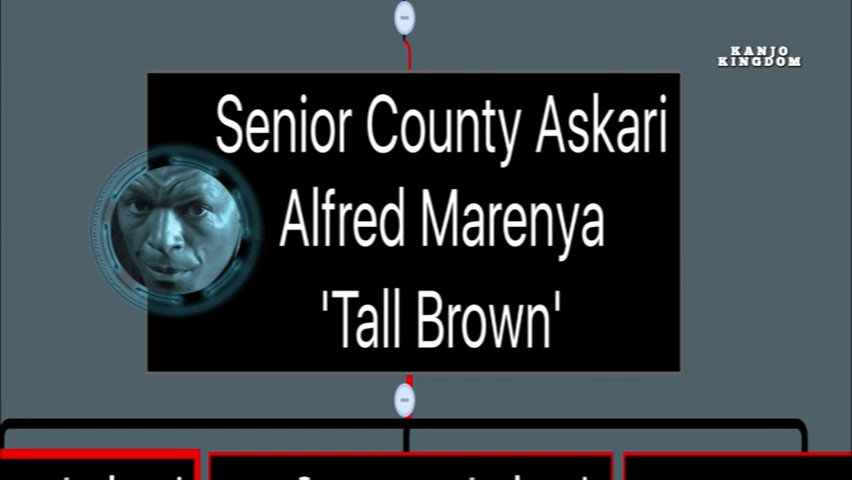 KANJO
KINGDOM
Senior County Askari
Alfred Marenya
'Tall Brown'